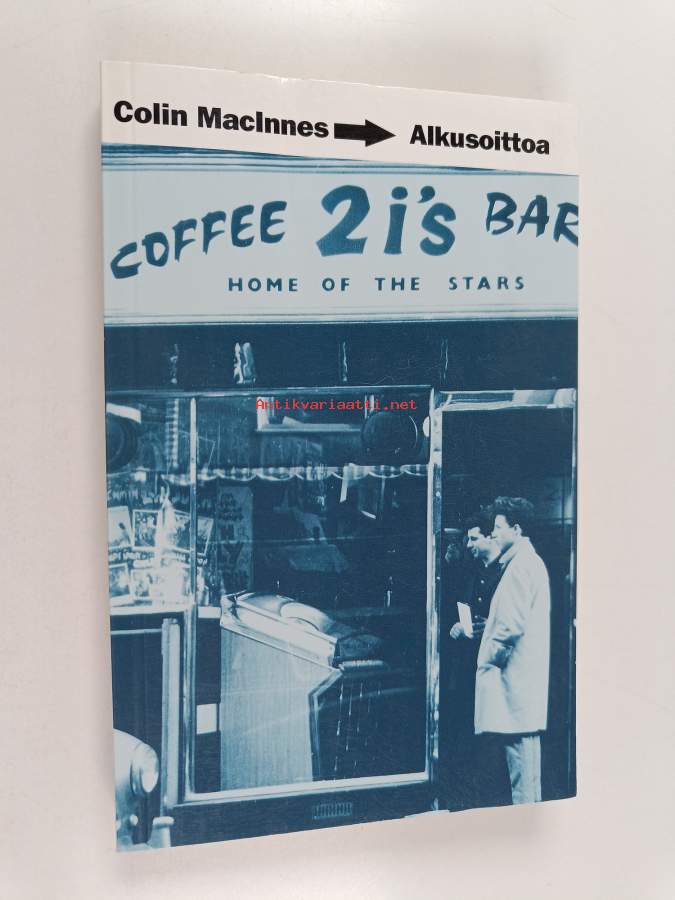 Colin MacInnes → Alkusoittoa
COFFEE 2i's BAR
HOME OF THE STARS
Antikvariaatti.net